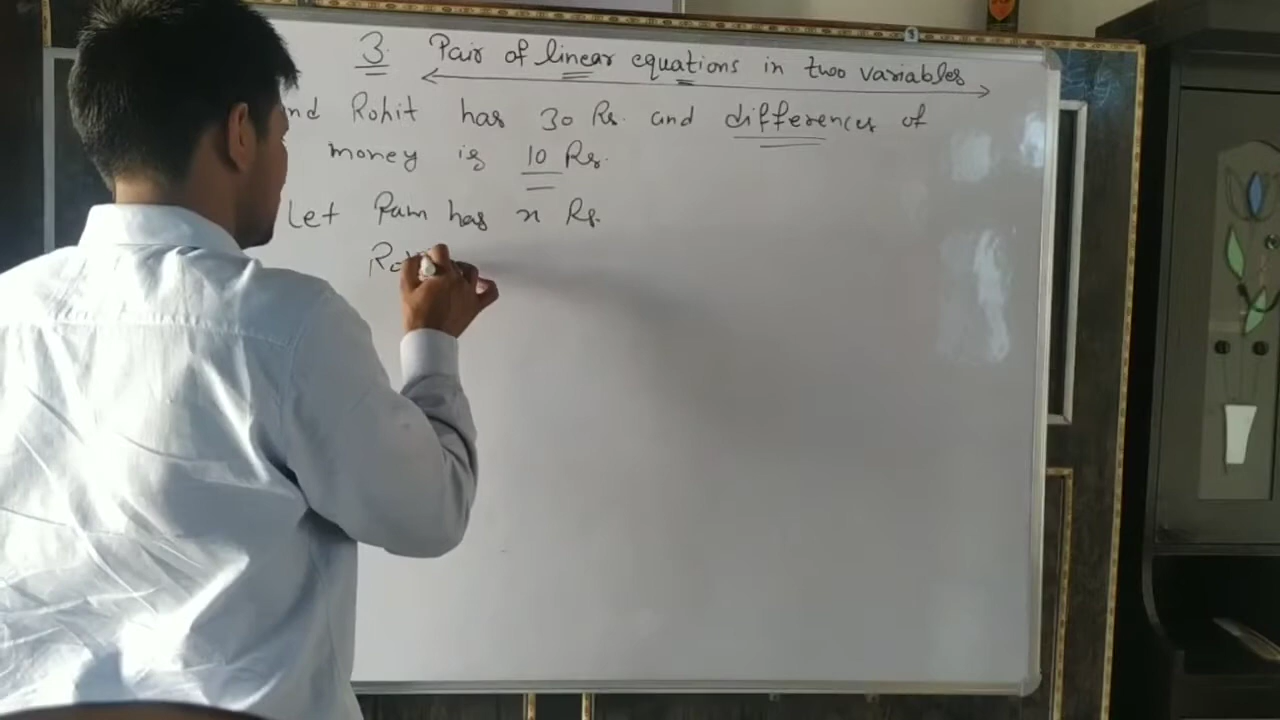 3. Pair of linear equations in two variables
nd Rohit has 30 Rs. and differences of
money is 10 Rs.
Let Ram has x Rs.
Ro